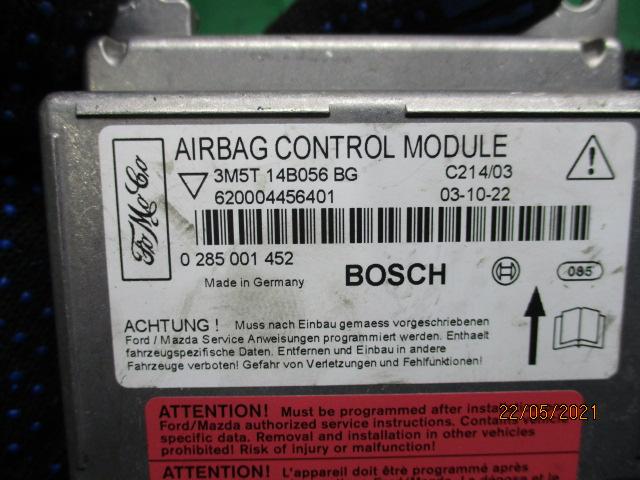 FoMoCo
AIRBAG CONTROL MODULE
3M5T 14B056 BG C214/03
620004456401 03-10-22
0 285 001 452
Made in Germany BOSCH 085
ACHTUNG ! Muss nach Einbau gemaess vorgeschriebenen
Ford / Mazda Service Anweisungen programmiert werden. Enthaelt
fahrzeugspezifische Daten. Entfernen und Einbau in andere
Fahrzeuge verboten! Gefahr von Verletzungen und Fehlfunktionen!
ATTENTION! Must be programmed after
Ford/Mazda authorized service instructions. Contains
specific data. Removal and installation in other vehicles
prohibited! Risk of injury or malfunction!
22/05/2021
ATTENTION ! L'appareil doit être programmé après